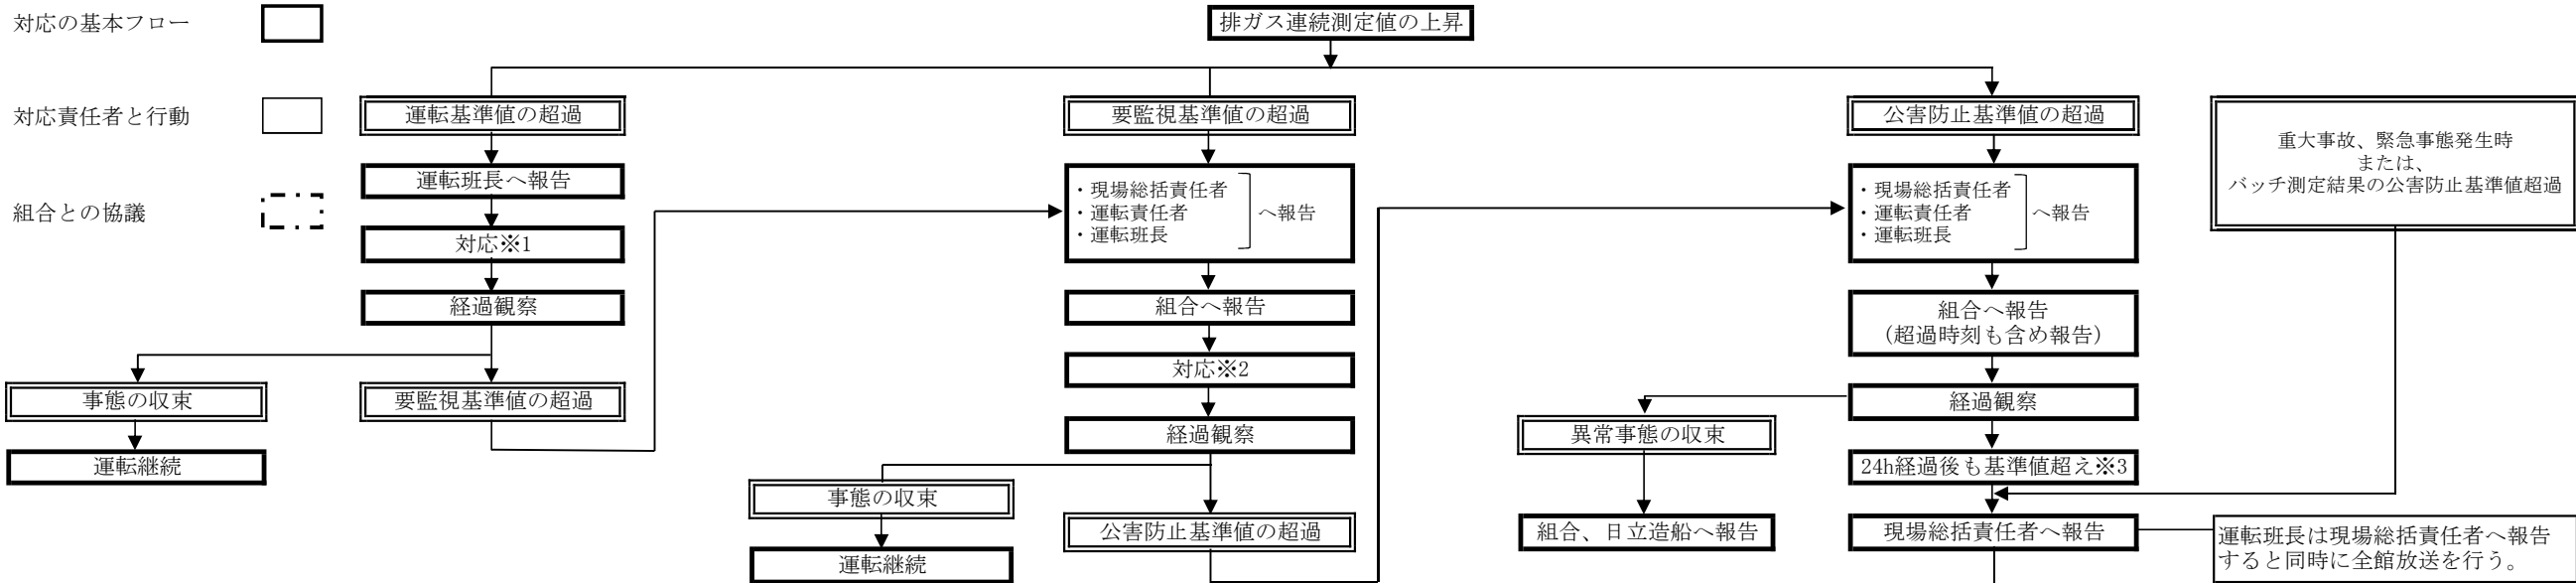 対応の基本フロー
対応責任者と行動
組合との協議
排ガス連続測定値の上昇
運転基準値の超過
運転班長へ報告
対応※1
経過観察
事態の収束
運転継続
要監視基準値の超過
要監視基準値の超過
・現場総括責任者
・運転責任者
・運転班長
へ報告
組合へ報告
対応※2
経過観察
事態の収束
運転継続
公害防止基準値の超過
公害防止基準値の超過
・現場総括責任者
・運転責任者
・運転班長
へ報告
組合へ報告
(超過時刻も含め報告)
経過観察
異常事態の収束
組合、日立造船へ報告
24h経過後も基準値超え※3
現場総括責任者へ報告
重大事故、緊急事態発生時
または、
バッチ測定結果の公害防止基準値超過
運転班長は現場総括責任者へ報告
すると同時に全館放送を行う。